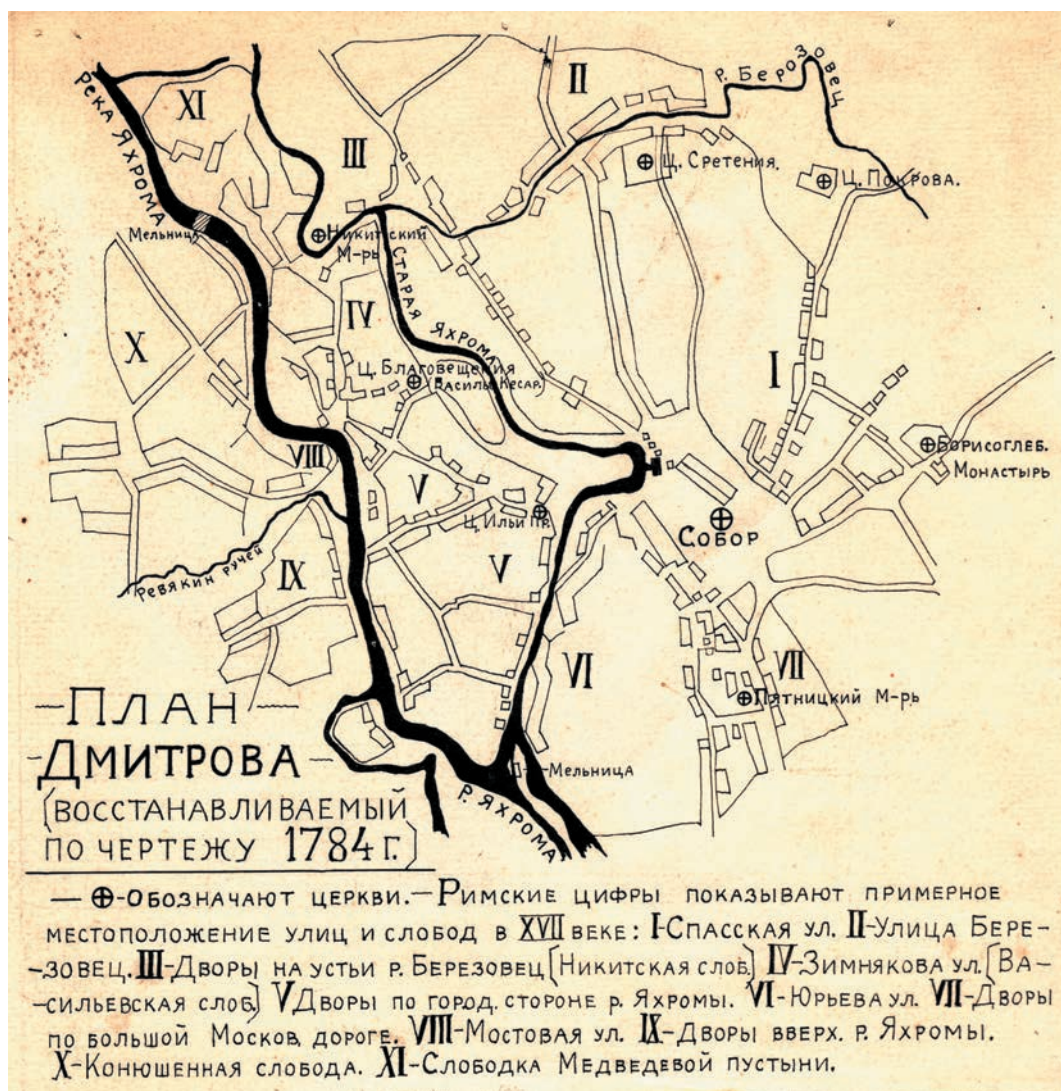 XI
II
р. Берозовец
река Яхрома
III
Ц. Сретения.
Ц. Покрова.
Мельница
Никитский
М-рь
Старая Яхрома
IV
X
I
Ц. Благовещения
(Василья Кесар.)
VIII
Борисоглеб.
Монастырь
V
Ц. Ильи Пр.
Собор
Ревякин ручей
IX
V
VI
VII
Пятницкий М-рь
Мельница
р. Яхрома
—План—
-Дмитрова-
(восстанавливаемый
по чертежу 1784 г.)
— ⊕-Обозначают церкви.—Римские цифры показывают примерное
местоположение улиц и слобод в XVII веке: I-Спасская ул. II-Улица Бере-
-зовец. III-Дворы на устьи р. Березовец [Никитская слоб.] IV-Зимнякова ул. [Ва-
-сильевская слоб.] V Дворы по город. стороне р. Яхромы. VI-Юрьева ул. VII-Дворы
по большой Москов. дороге. VIII-Мостовая ул. IX-Дворы вверх. р. Яхромы.
X-Конюшенная слобода. XI-Слободка Медведевой пустыни.